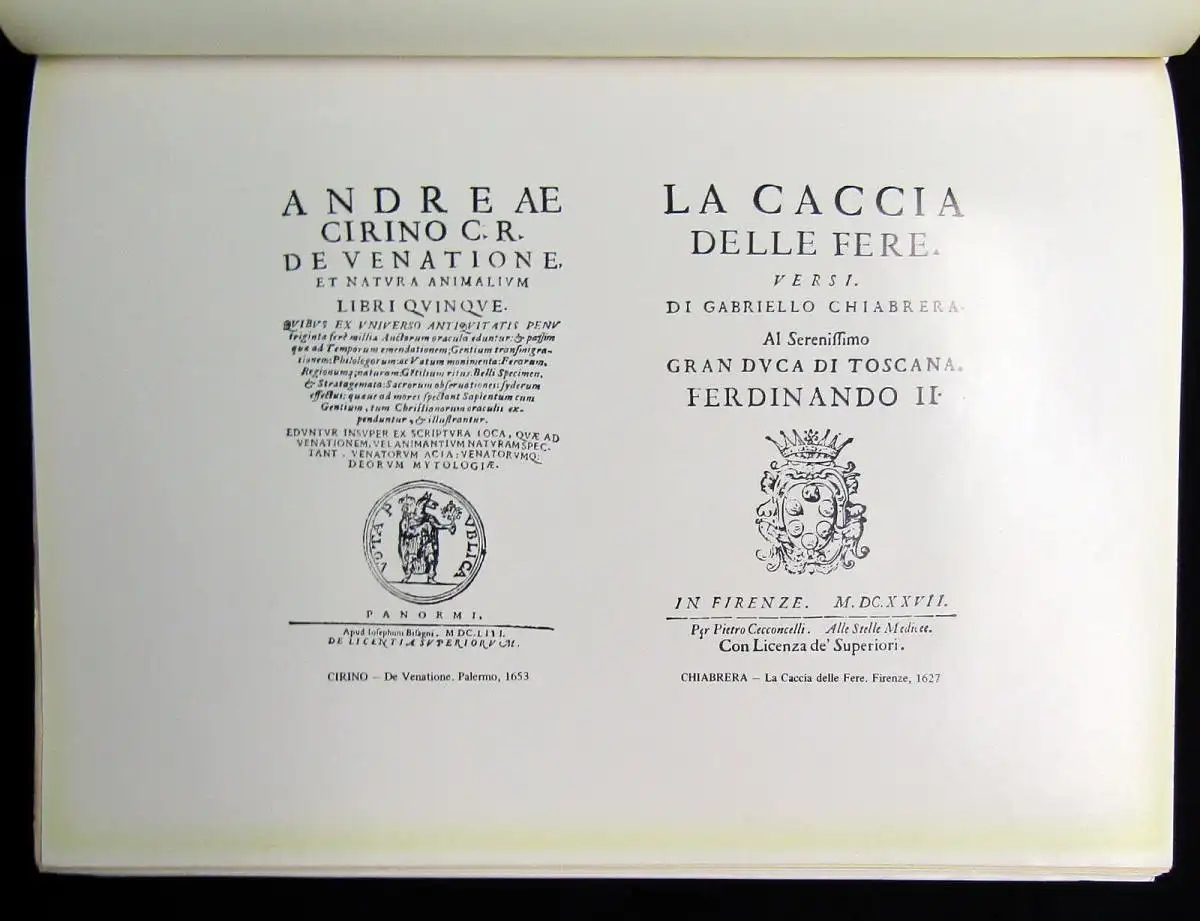 ANDREAE
CIRINO C. R.
DE VENATIONE,
ET NATVRA ANIMALIVM
LIBRI QVINQVE.
QVIBVS EX VNIVERSO ANTIQVITATIS PENV
triginta ferè millia Auctorum oracula eduntur: & passim
quæ ad Temporum emendationem; Gentium transmigra-
tionem: Philologorum: ac Vatum monimenta: Ferarum,
Regionumq; naturam: Gẽtilium ritus: Belli Specimen,
& Stratagemata: Sacrorum obseruationes: syderum
effectus: quæue ad mores spectant Sapientum cum
Gentium, tum Christianorum oraculis ex-
penduntur, & illustrantur.
EDVNTVR INSVPER EX SCRIPTVRA LOCA, QVÆ AD
VENATIONEM, VEL ANIMANTIVM NATVRAM SPEC-
TANT. VENATORVM ACIA: VENATORVMQ;
DEORVM MYTOLOGIÆ.
VOTA PVBLICA
PANORMI,
Apud Iosephum Bisagni. M DC.LIII.
DE LICENTIA SVPERIORVM.
CIRINO – De Venatione. Palermo, 1653
LA CACCIA
DELLE FERE.
VERSI.
DI GABRIELLO CHIABRERA.
Al Sereniſſimo
GRAN DVCA DI TOSCANA.
FERDINANDO II.
IN FIRENZE. M.DC.XXVII.
Per Pietro Cecconcelli. Alle Stelle Medicee.
Con Licenza de' Superiori.
CHIABRERA – La Caccia delle Fere. Firenze, 1627